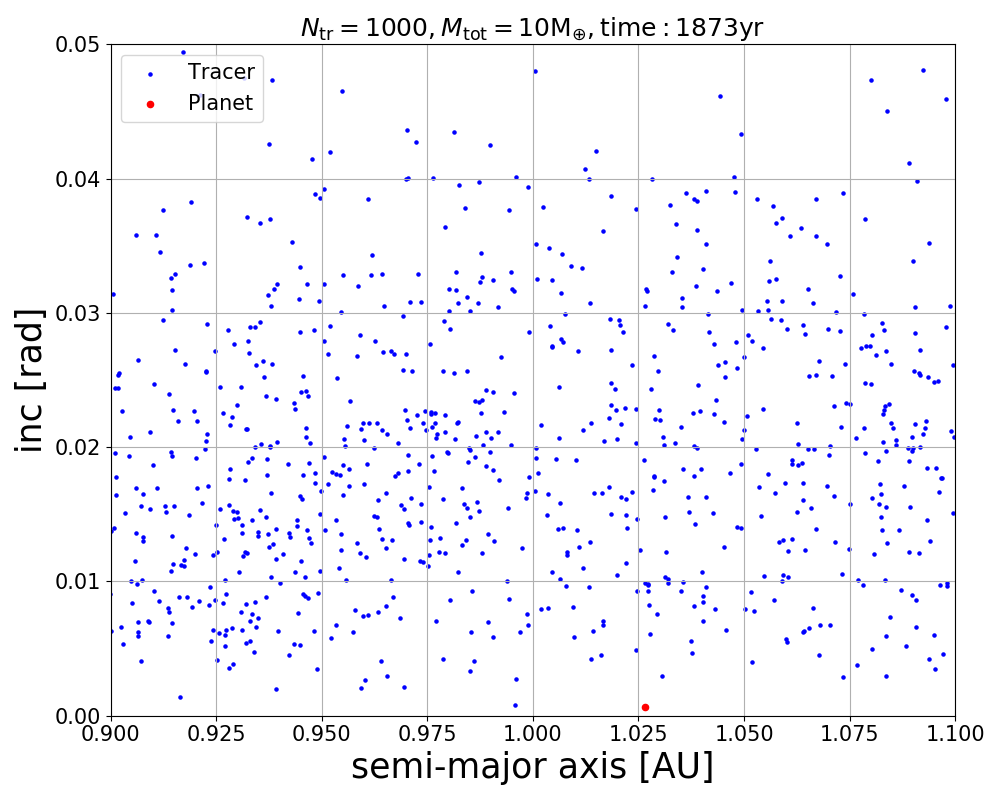 N_tr = 1000, M_tot = 10M_⊕, time : 1873yr
0.05
Tracer
Planet
0.04
0.03
inc [rad]
0.02
0.01
0.00
0.900 0.925 0.950 0.975 1.000 1.025 1.050 1.075 1.100
semi-major axis [AU]